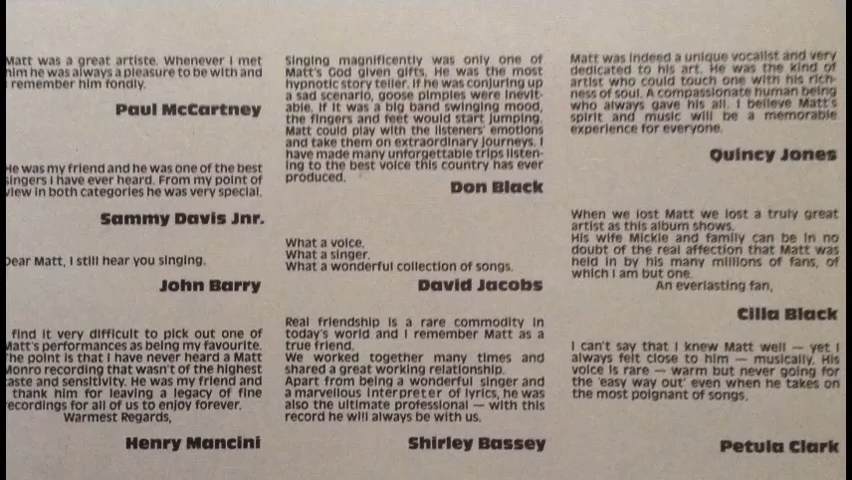 Matt was a great artiste. Whenever I met
him he was always a pleasure to be with and
I remember him fondly.
Paul McCartney
He was my friend and he was one of the best
singers I have ever heard. From my point of
view in both categories he was very special.
Sammy Davis Jnr.
Dear Matt, I still hear you singing.
John Barry
find it very difficult to pick out one of
Matt's performances as being my favourite.
The point is that I have never heard a Matt
Monro recording that wasn't of the highest
taste and sensitivity. He was my friend and
thank him for leaving a legacy of fine
recordings for all of us to enjoy forever.
Warmest Regards,
Henry Mancini
Singing magnificently was only one of
Matt's God given gifts. He was the most
hypnotic story teller. If he was conjuring up
a sad scenario, goose pimples were inevit-
able. If it was a big band swinging mood,
the fingers and feet would start jumping.
Matt could play with the listeners' emotions
and take them on extraordinary journeys. I
have made many unforgettable trips listen-
ing to the best voice this country has ever
produced.
Don Black
What a voice.
What a singer.
What a wonderful collection of songs.
David Jacobs
Real friendship is a rare commodity in
today's world and I remember Matt as a
true friend.
We worked together many times and
shared a great working relationship.
Apart from being a wonderful singer and
a marvellous interpreter of lyrics, he was
also the ultimate professional — with this
record he will always be with us.
Shirley Bassey
Matt was indeed a unique vocalist and very
dedicated to his art. He was the kind of
artist who could touch one with his rich-
ness of soul. A compassionate human being
who always gave his all. I believe Matt's
spirit and music will be a memorable
experience for everyone.
Quincy Jones
When we lost Matt we lost a truly great
artist as this album shows.
His wife Mickie and family can be in no
doubt of the real affection that Matt was
held in by his many millions of fans, of
which I am but one.
An everlasting fan,
Cilla Black
I can't say that I knew Matt well — yet I
always felt close to him — musically. His
voice is rare — warm but never going for
the 'easy way out' even when he takes on
the most poignant of songs.
Petula Clark